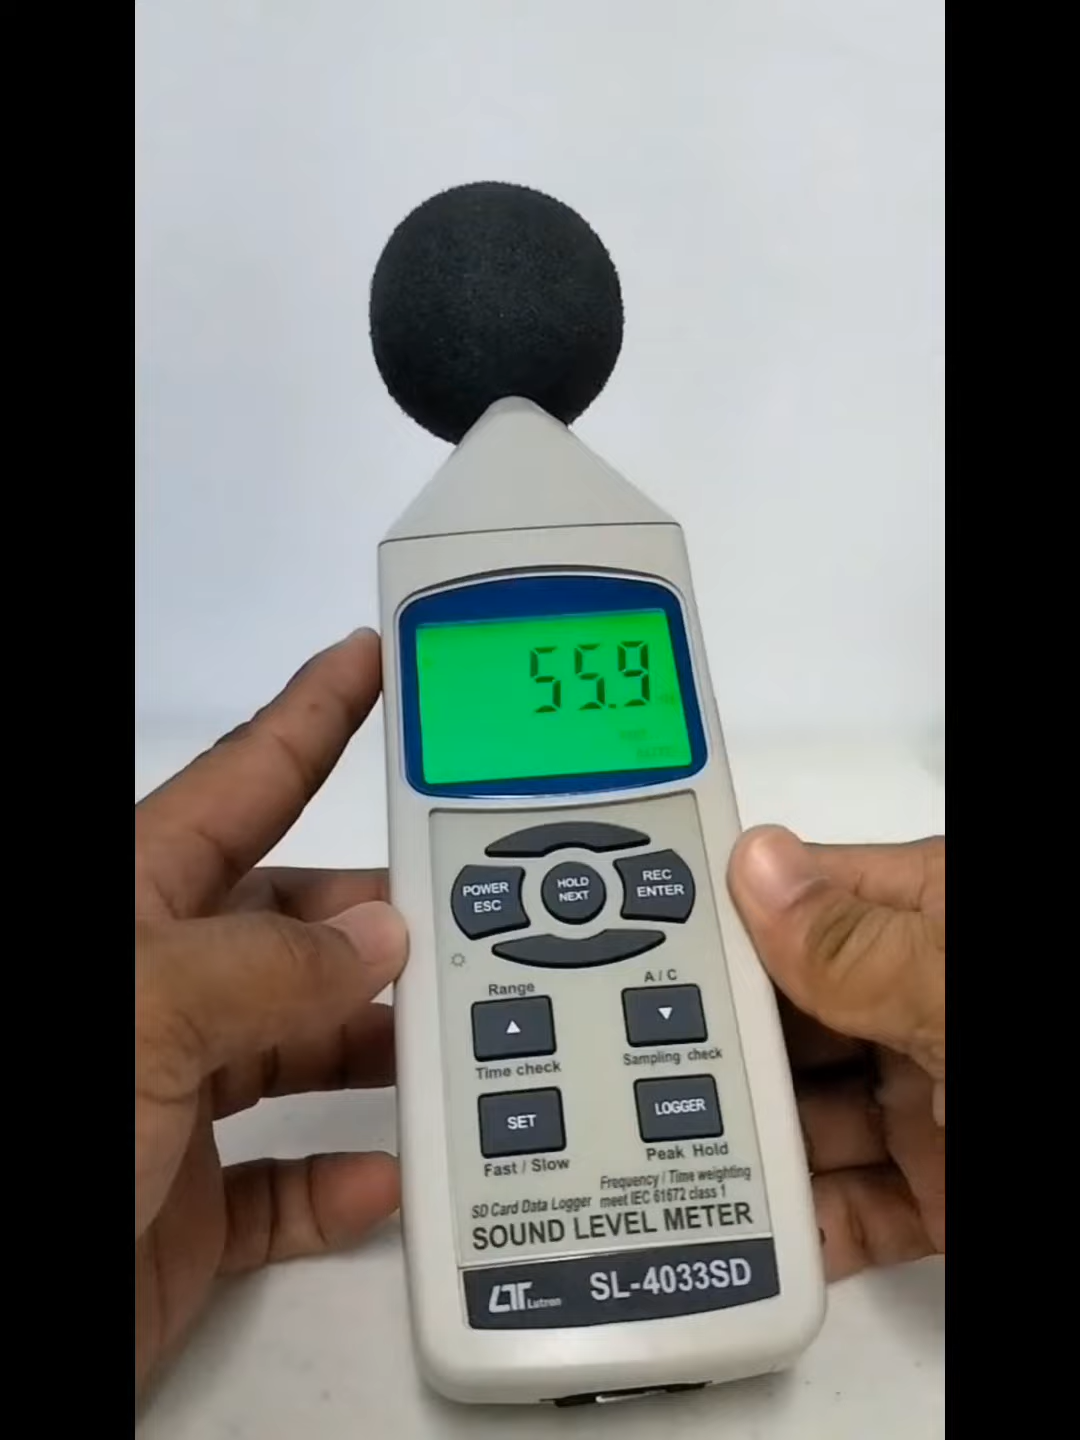 55.9
POWER
ESC
HOLD
NEXT
REC
ENTER
Range
A / C
Time check
Sampling check
SET
LOGGER
Fast / Slow
Peak Hold
SD Card Data Logger
Frequency / Time weighting
meet IEC 61672 class 1
SOUND LEVEL METER
Lutron
SL-4033SD